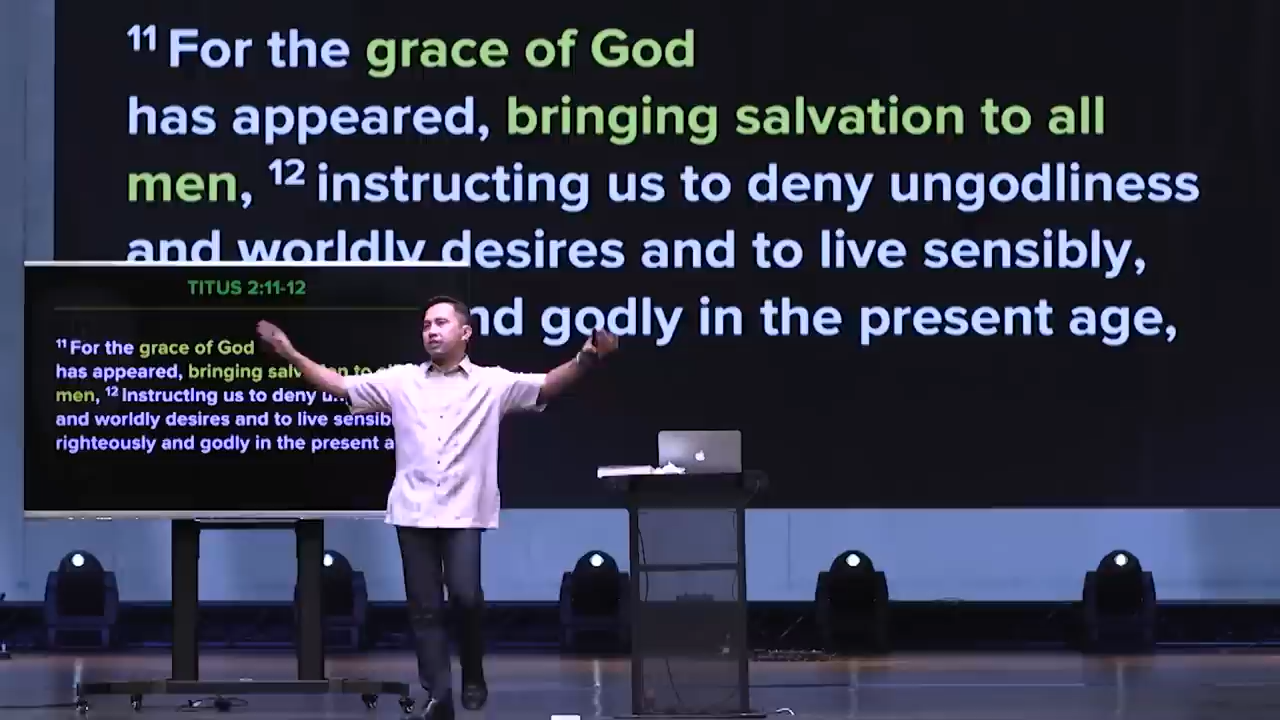 11 For the grace of God
has appeared, bringing salvation to all
men, 12 instructing us to deny ungodliness
and worldly desires and to live sensibly,
and godly in the present age,
TITUS 2:11-12
11 For the grace of God
has appeared, bringing salvation to
men, 12 Instructing us to deny
and worldly desires and to live sensib
righteously and godly in the present a